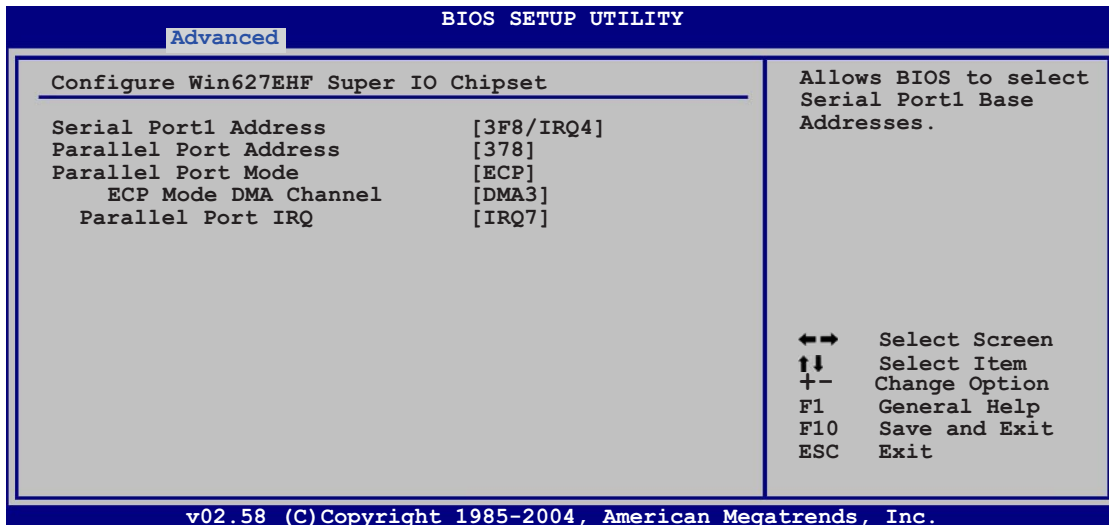 BIOS SETUP UTILITY
Advanced
Configure Win627EHF Super IO Chipset
Serial Port1 Address [3F8/IRQ4]
Parallel Port Address [378]
Parallel Port Mode [ECP]
ECP Mode DMA Channel [DMA3]
Parallel Port IRQ [IRQ7]
Allows BIOS to select
Serial Port1 Base
Addresses.
←→ Select Screen
↑↓ Select Item
+- Change Option
F1 General Help
F10 Save and Exit
ESC Exit
v02.58 (C)Copyright 1985-2004, American Megatrends, Inc.